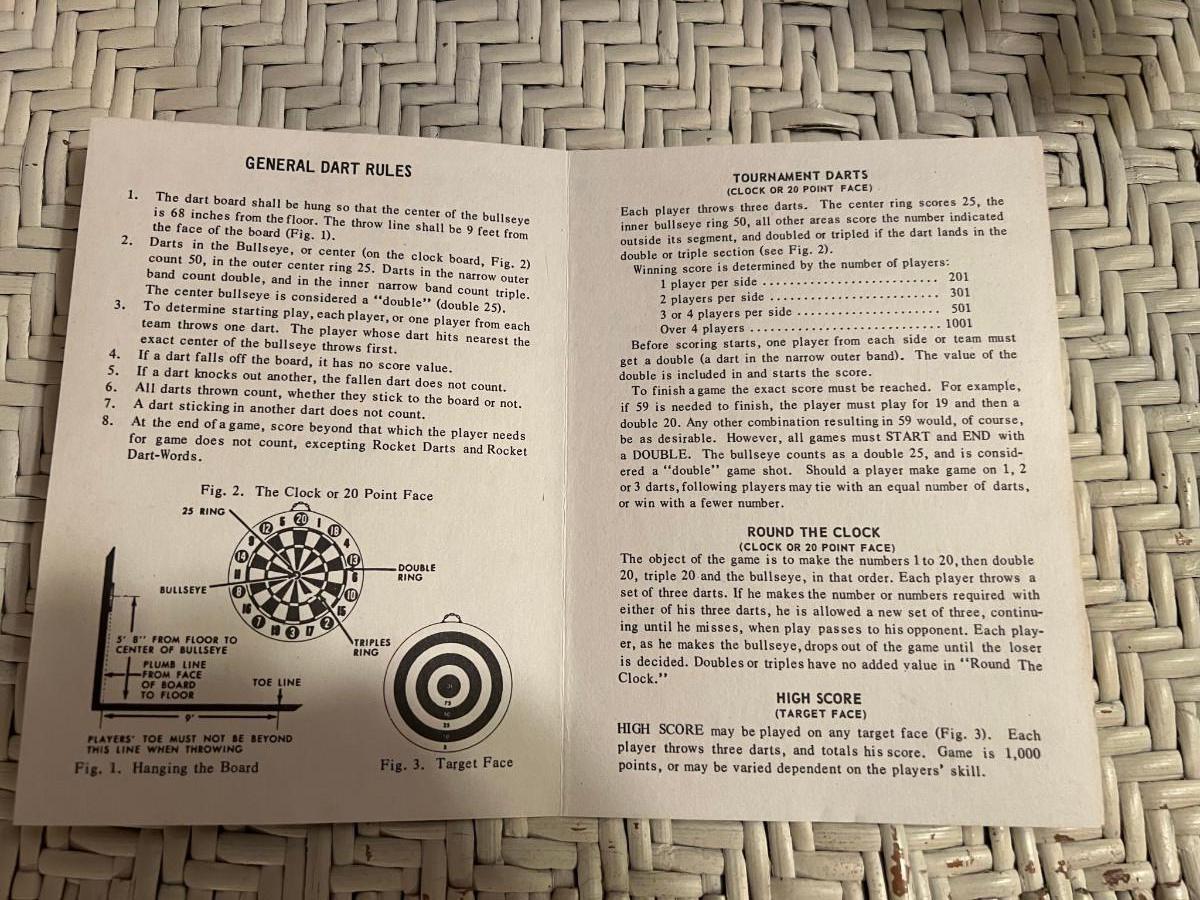 GENERAL DART RULES
1. The dart board shall be hung so that the center of the bullseye
is 68 inches from the floor. The throw line shall be 9 feet from
the face of the board (Fig. 1).
2. Darts in the Bullseye, or center (on the clock board, Fig. 2)
count 50, in the outer center ring 25. Darts in the narrow outer
band count double, and in the inner narrow band count triple.
The center bullseye is considered a "double" (double 25).
3. To determine starting play, each player, or one player from each
team throws one dart. The player whose dart hits nearest the
exact center of the bullseye throws first.
4. If a dart falls off the board, it has no score value.
5. If a dart knocks out another, the fallen dart does not count.
6. All darts thrown count, whether they stick to the board or not.
7. A dart sticking in another dart does not count.
8. At the end of a game, score beyond that which the player needs
for game does not count, excepting Rocket Darts and Rocket
Dart-Words.
Fig. 2. The Clock or 20 Point Face
25 RING
BULLSEYE
DOUBLE
RING
TRIPLES
RING
5' 8" FROM FLOOR TO
CENTER OF BULLSEYE
PLUMB LINE
FROM FACE
OF BOARD
TO FLOOR
TOE LINE
9'
PLAYERS' TOE MUST NOT BE BEYOND
THIS LINE WHEN THROWING
Fig. 1. Hanging the Board
Fig. 3. Target Face
TOURNAMENT DARTS
(CLOCK OR 20 POINT FACE)
Each player throws three darts. The center ring scores 25, the
inner bullseye ring 50, all other areas score the number indicated
outside its segment, and doubled or tripled if the dart lands in the
double or triple section (see Fig. 2).
Winning score is determined by the number of players:
1 player per side .......................... 201
2 players per side ......................... 301
3 or 4 players per side ..................... 501
Over 4 players ............................ 1001
Before scoring starts, one player from each side or team must
get a double (a dart in the narrow outer band). The value of the
double is included in and starts the score.
To finish a game the exact score must be reached. For example,
if 59 is needed to finish, the player must play for 19 and then a
double 20. Any other combination resulting in 59 would, of course,
be as desirable. However, all games must START and END with
a DOUBLE. The bullseye counts as a double 25, and is consid-
ered a "double" game shot. Should a player make game on 1, 2
or 3 darts, following players may tie with an equal number of darts,
or win with a fewer number.
ROUND THE CLOCK
(CLOCK OR 20 POINT FACE)
The object of the game is to make the numbers 1 to 20, then double
20, triple 20 and the bullseye, in that order. Each player throws a
set of three darts. If he makes the number or numbers required with
either of his three darts, he is allowed a new set of three, continu-
ing until he misses, when play passes to his opponent. Each play-
er, as he makes the bullseye, drops out of the game until the loser
is decided. Doubles or triples have no added value in "Round The
Clock."
HIGH SCORE
(TARGET FACE)
HIGH SCORE may be played on any target face (Fig. 3). Each
player throws three darts, and totals his score. Game is 1,000
points, or may be varied dependent on the players' skill.